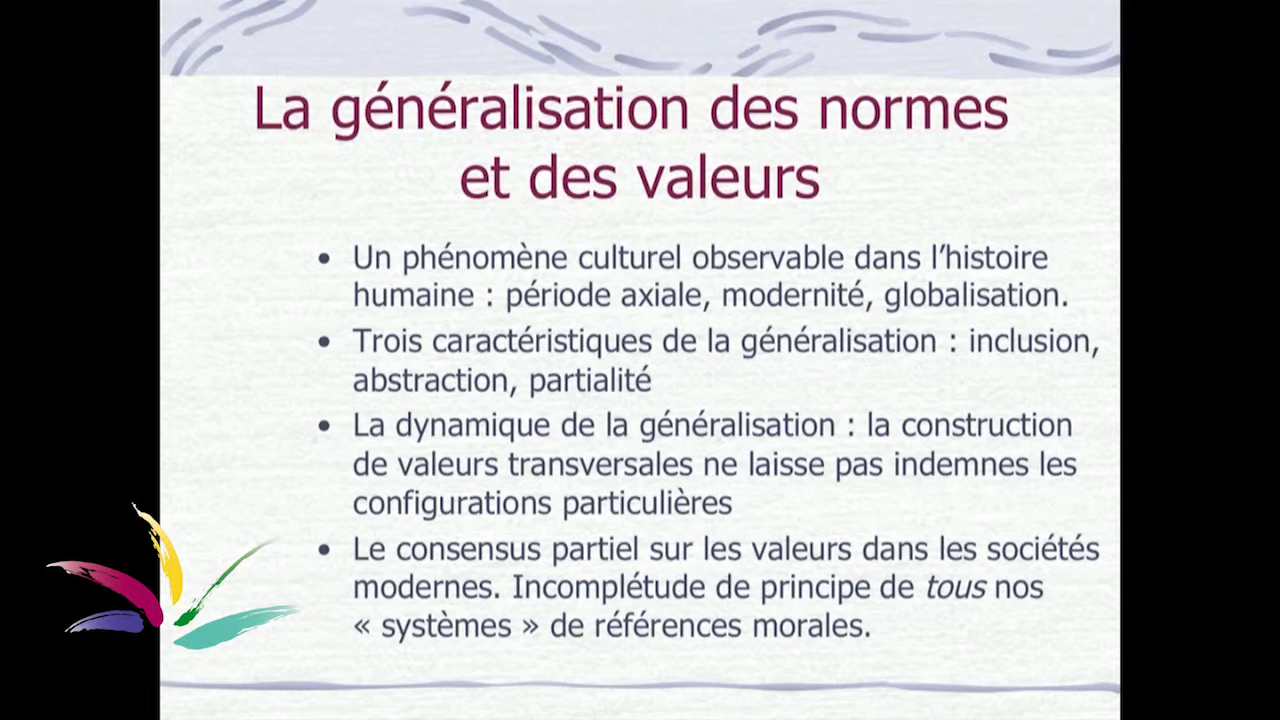 La généralisation des normes
et des valeurs
• Un phénomène culturel observable dans l’histoire
humaine : période axiale, modernité, globalisation.
• Trois caractéristiques de la généralisation : inclusion,
abstraction, partialité
• La dynamique de la généralisation : la construction
de valeurs transversales ne laisse pas indemnes les
configurations particulières
• Le consensus partiel sur les valeurs dans les sociétés
modernes. Incomplétude de principe de tous nos
« systèmes » de références morales.